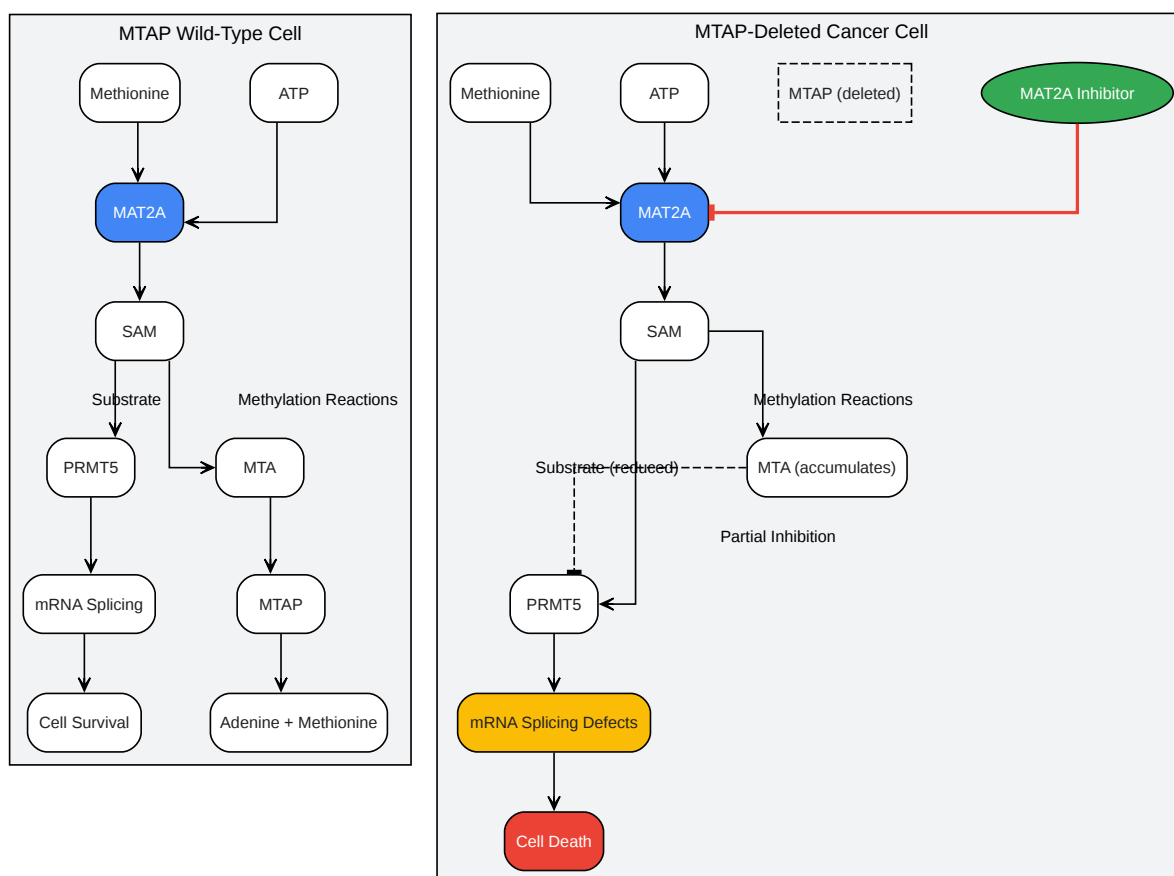 MTAP Wild-Type Cell
Methionine
ATP
MAT2A
SAM
Substrate
Methylation Reactions
PRMT5
MTA
mRNA Splicing
MTAP
Cell Survival
Adenine + Methionine
MTAP-Deleted Cancer Cell
Methionine
ATP
MTAP (deleted)
MAT2A Inhibitor
MAT2A
SAM
Methylation Reactions
Substrate (reduced)
MTA (accumulates)
Partial Inhibition
PRMT5
mRNA Splicing Defects
Cell Death